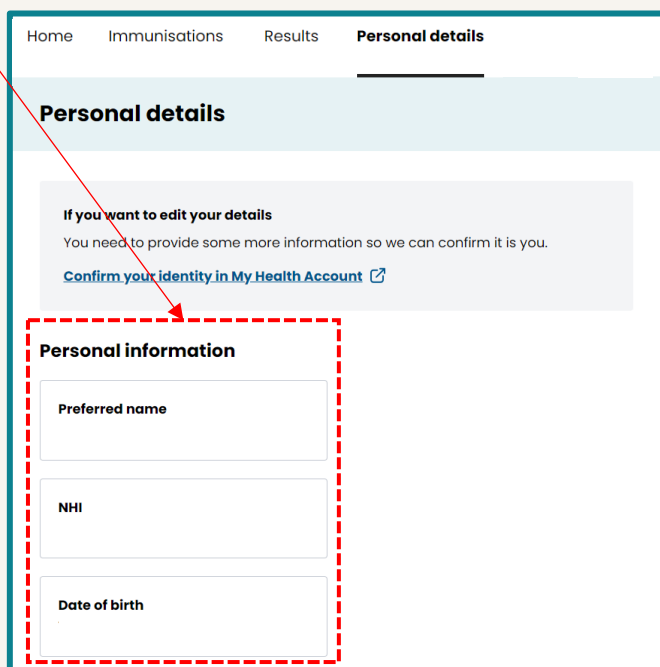 Home Immunisations Results Personal details
Personal details
If you want to edit your details
You need to provide some more information so we can confirm it is you.
Confirm your identity in My Health Account
Personal information
Preferred name
NHI
Date of birth